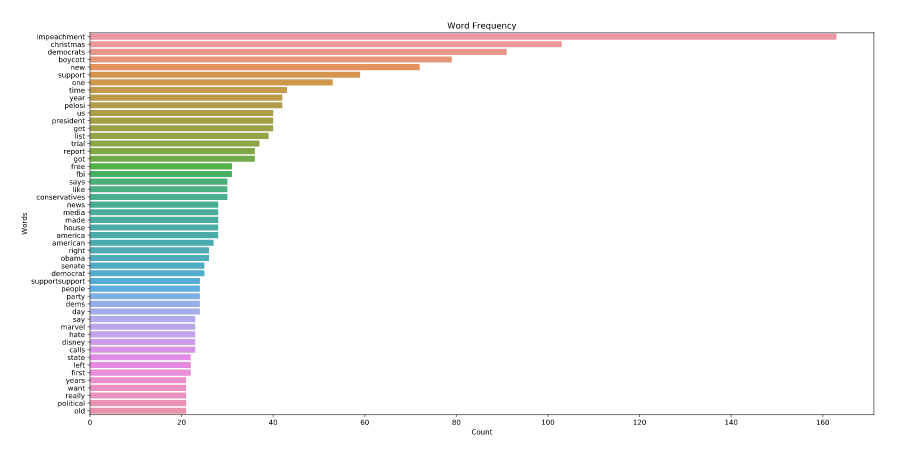 Word Frequency
impeachment
christmas
democrats
boycott
new
support
one
time
year
pelosi
us
president
get
list
trial
report
got
free
fbi
says
like
conservatives
news
media
made
house
america
american
right
obama
senate
democrat
supportsupport
people
party
dems
day
say
marvel
hate
disney
calls
state
left
first
years
want
really
political
old
Words
0 20 40 60 80 100 120 140 160
Count